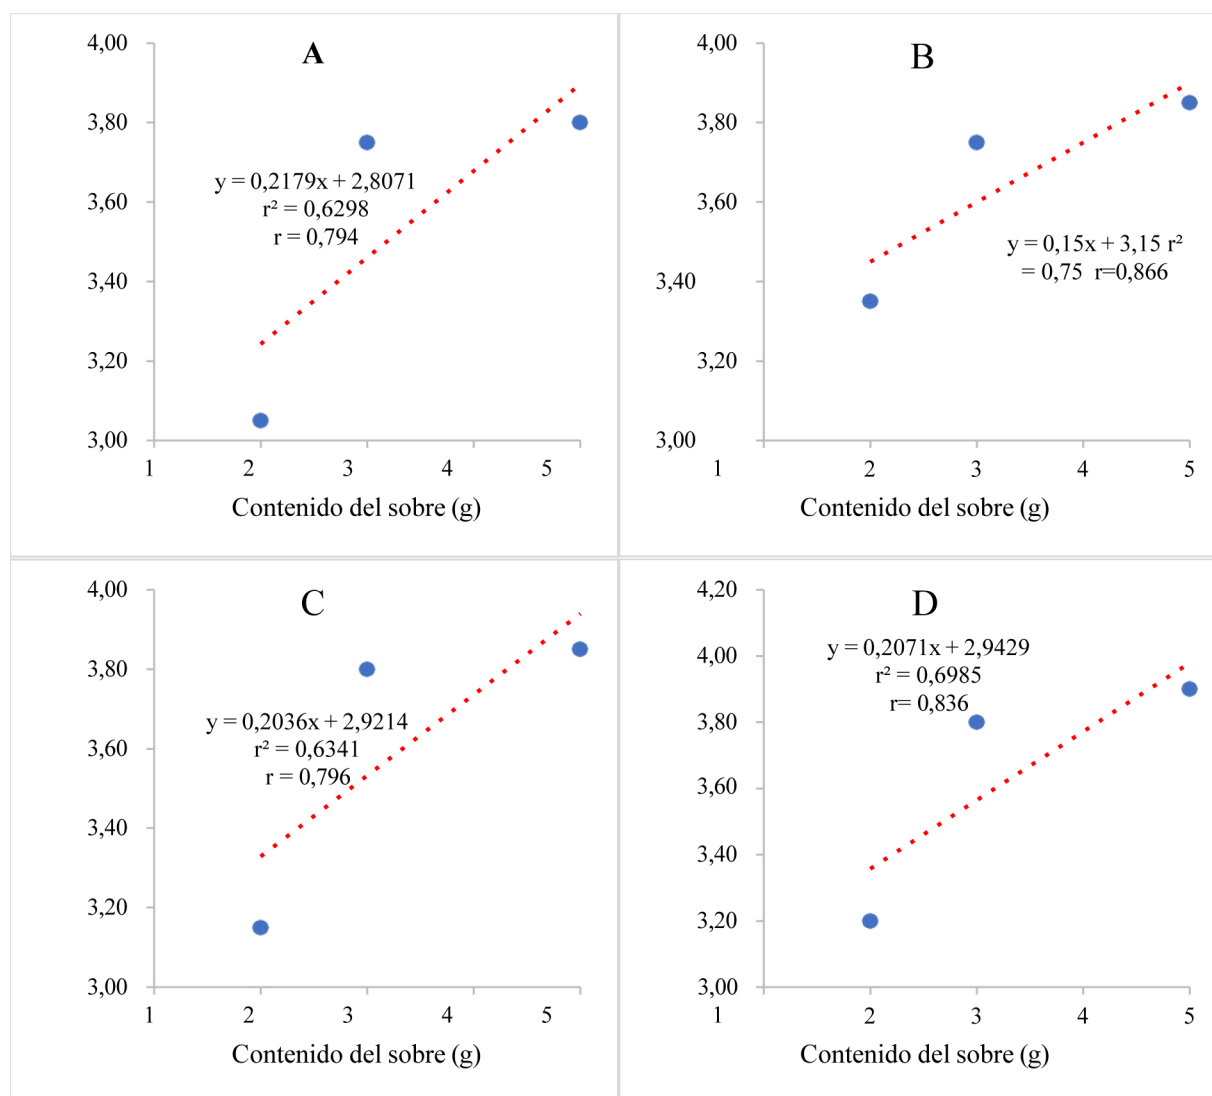 A
4,00
3,80
3,60
3,40
3,20
3,00
y = 0,2179x + 2,8071
r² = 0,6298
r = 0,794
1 2 3 4 5
Contenido del sobre (g)
B
4,00
3,80
3,60
3,40
3,20
3,00
y = 0,15x + 3,15 r²
= 0,75 r=0,866
1 2 3 4 5
Contenido del sobre (g)
C
4,00
3,80
3,60
3,40
3,20
3,00
y = 0,2036x + 2,9214
r² = 0,6341
r = 0,796
1 2 3 4 5
Contenido del sobre (g)
D
4,20
4,00
3,80
3,60
3,40
3,20
3,00
y = 0,2071x + 2,9429
r² = 0,6985
r= 0,836
1 2 3 4 5
Contenido del sobre (g)